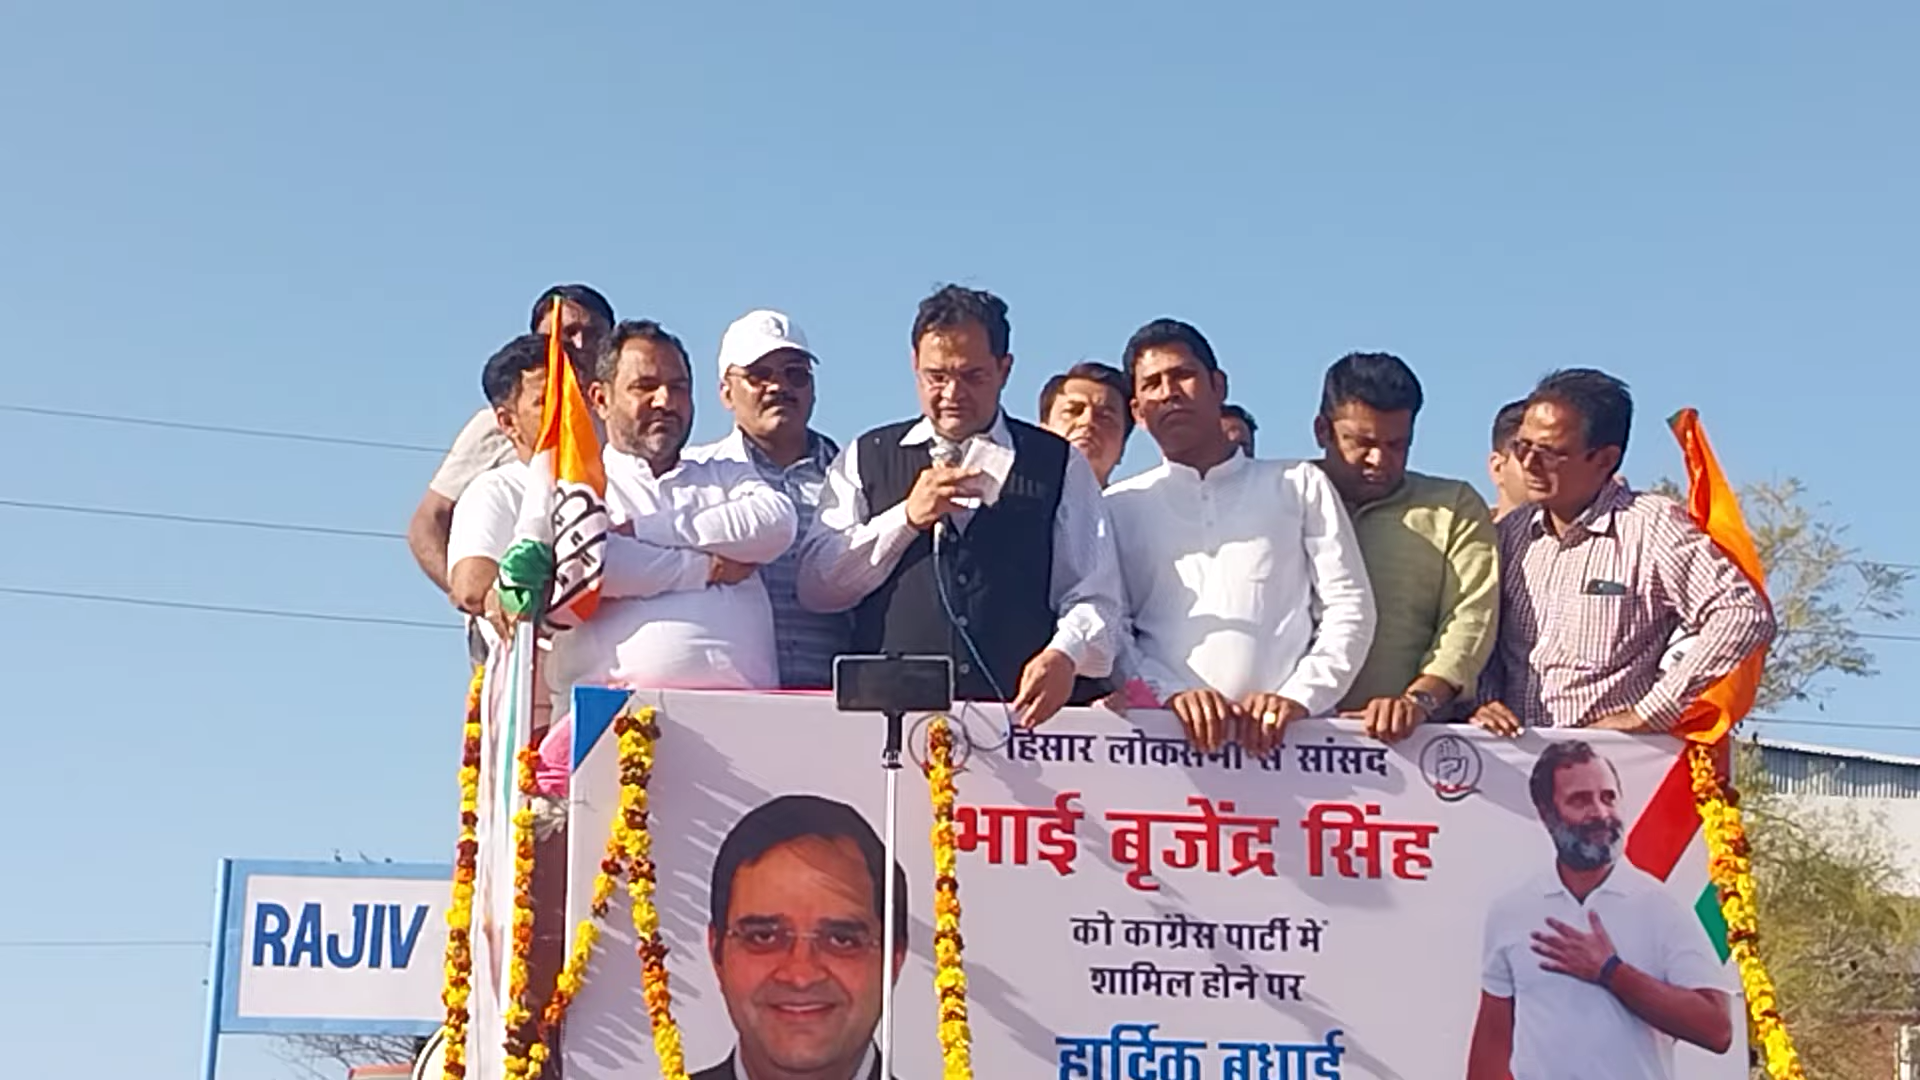 हिसार लोकसभा से सांसद
भाई बृजेंद्र सिंह
को कांग्रेस पार्टी में
शामिल होने पर
हार्दिक बधाई
RAJIV